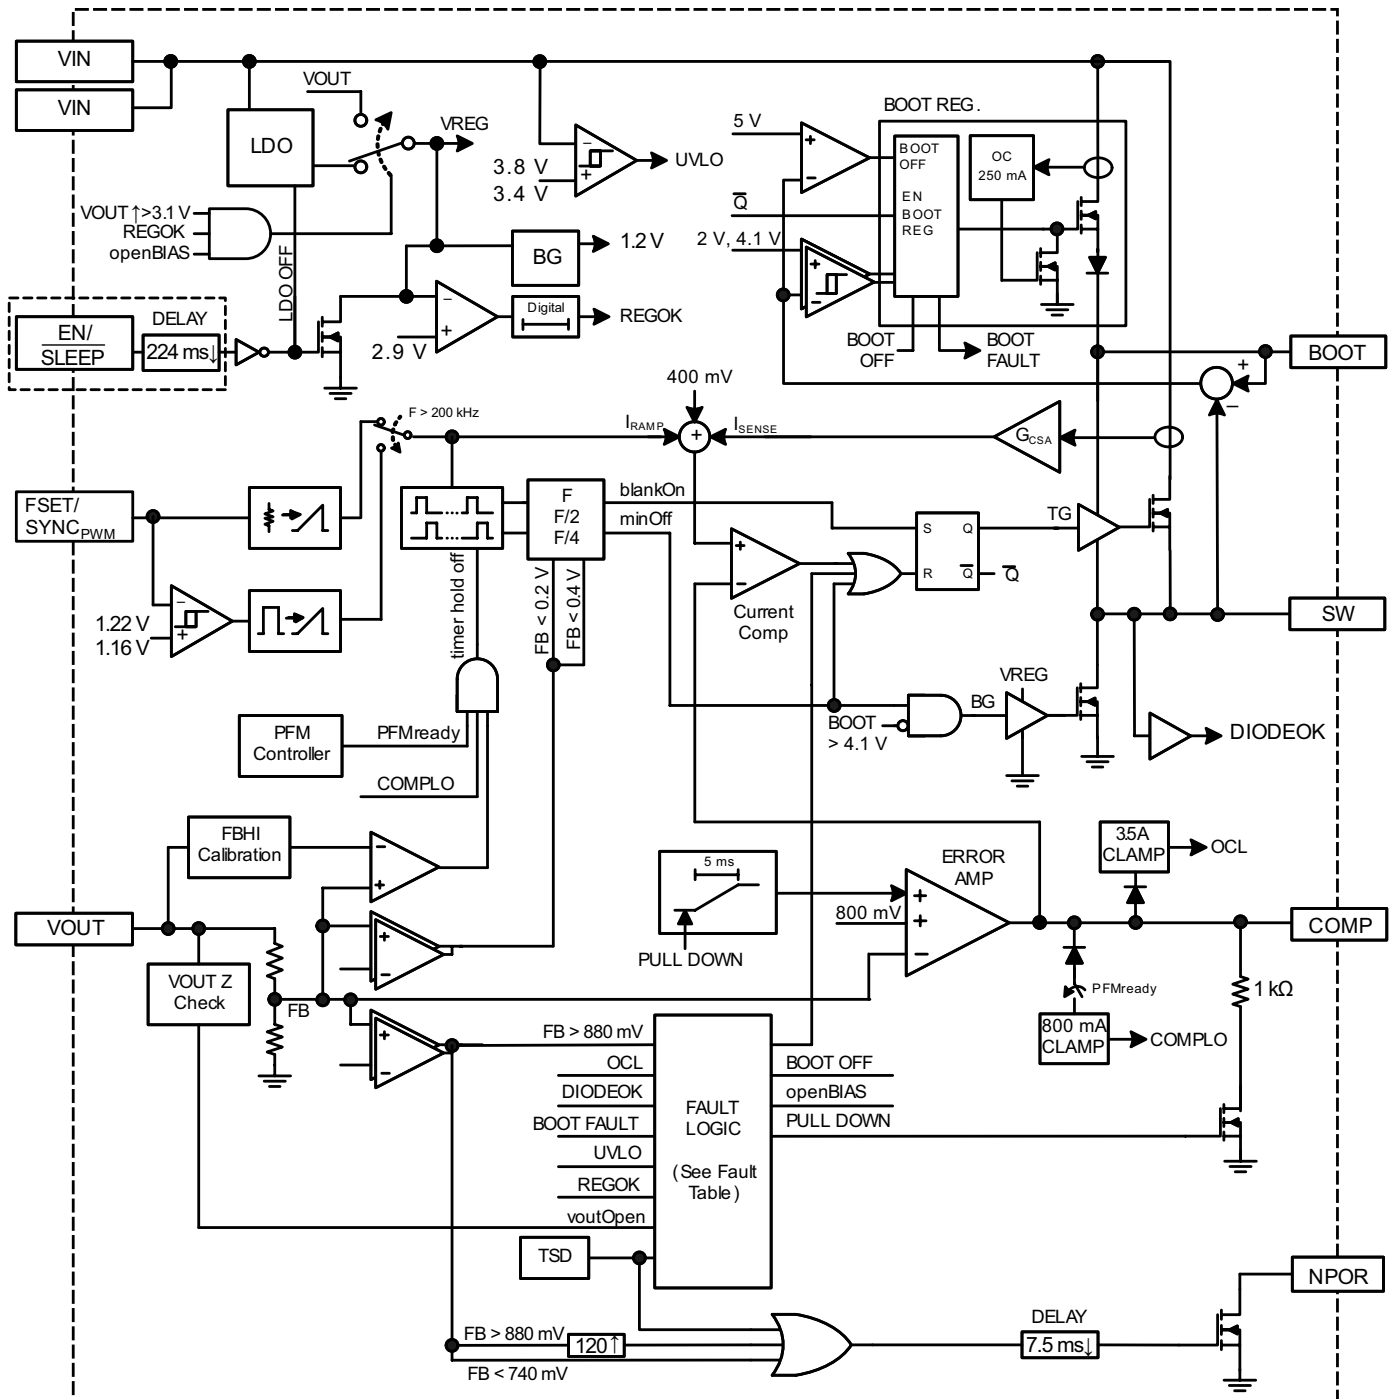 VIN
VIN
VOUT
LDO
VREG
VOUT ↑>3.1 V
REGOK
openBIAS
LDO OFF
EN/
SLEEP
DELAY
224 ms↓
3.8 V
3.4 V
UVLO
BG
1.2 V
2.9 V
Digital
REGOK
BOOT REG.
5 V
Q
2 V, 4.1 V
BOOT
OFF
EN
BOOT
REG
OC
250 mA
BOOT
OFF
BOOT
FAULT
BOOT
400 mV
F > 200 kHz
IRAMP
ISENSE
GCSA
FSET/
SYNCPWM
1.22 V
1.16 V
F
F/2
F/4
blankOn
minOff
timer hold off
FB < 0.2 V
FB < 0.4 V
Current
Comp
S
Q
R
Q
Q
TG
SW
VREG
BG
BOOT
> 4.1 V
DIODEOK
PFM
Controller
PFMready
COMPLO
FBHI
Calibration
5 ms
PULL DOWN
ERROR
AMP
800 mV
3.5A
CLAMP
OCL
VOUT
COMP
VOUT Z
Check
FB
PFMready
800 mA
CLAMP
COMPLO
1 kΩ
FB > 880 mV
OCL
DIODEOK
BOOT FAULT
UVLO
REGOK
voutOpen
TSD
FAULT
LOGIC
(See Fault
Table)
BOOT OFF
openBIAS
PULL DOWN
NPOR
FB > 880 mV
120↑
FB < 740 mV
DELAY
7.5 ms↓